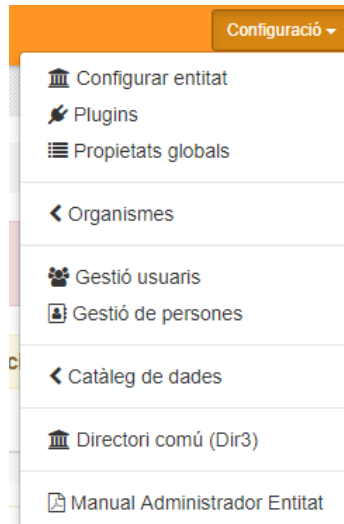 Configuració
Configurar entitat
Plugins
Propietats globals
Organismes
Gestió usuaris
Gestió de persones
Catàleg de dades
Directori comú (Dir3)
Manual Administrador Entitat